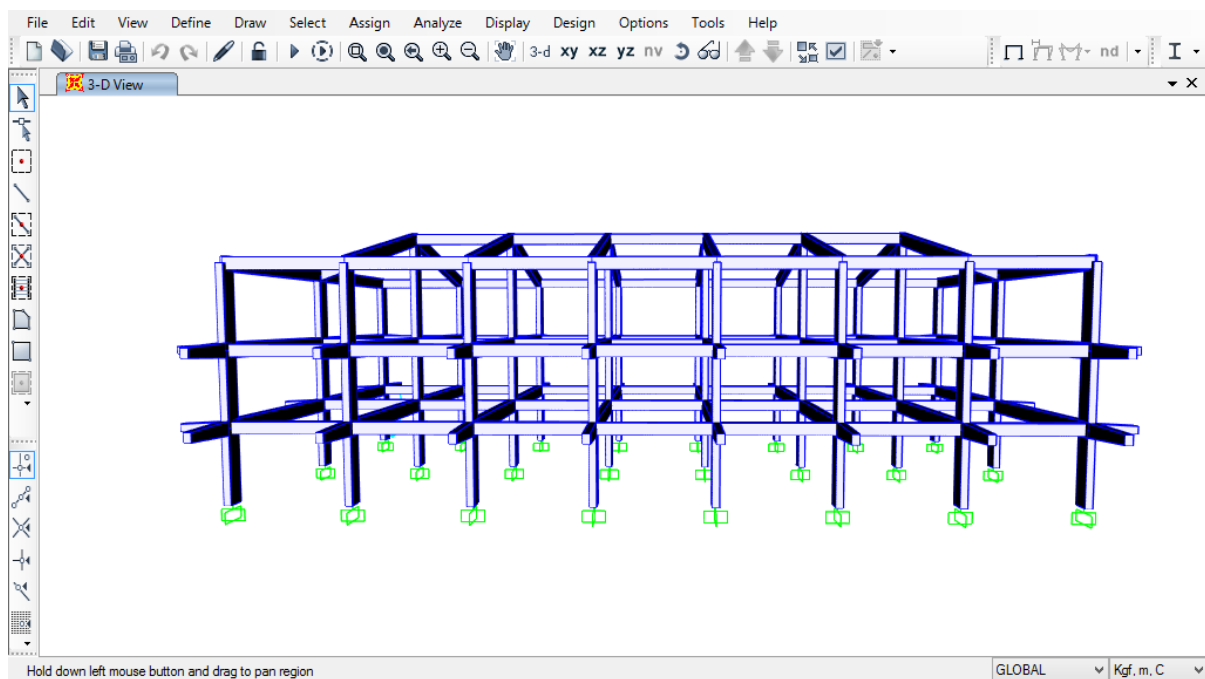 File Edit View Define Draw Select Assign Analyze Display Design Options Tools Help
3-d xy xz yz nv nd
3-D View
Hold down left mouse button and drag to pan region GLOBAL Kgf, m, C